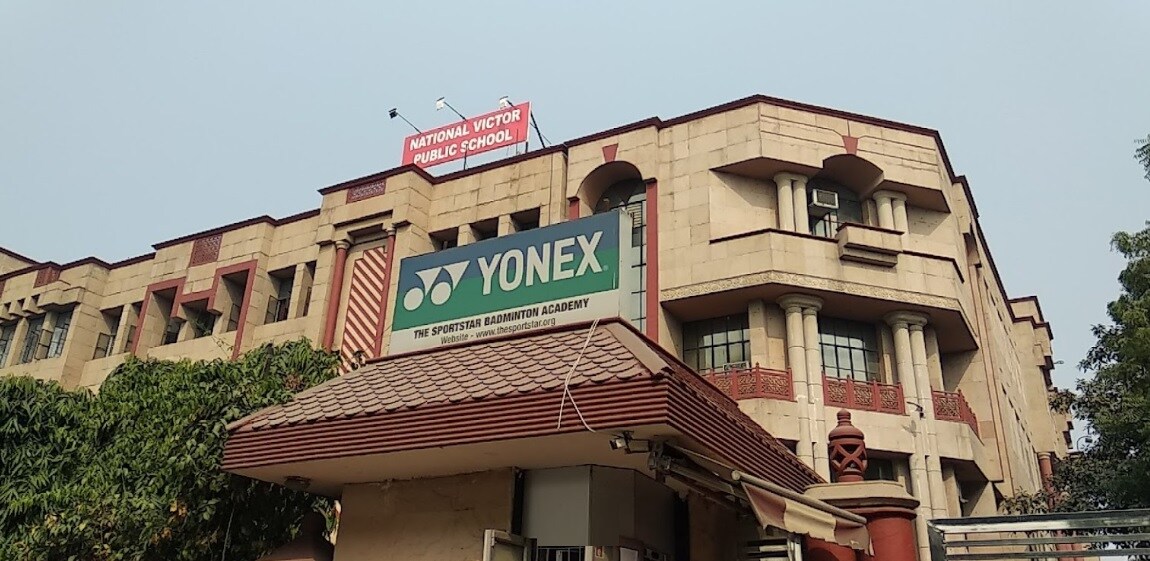 NATIONAL VICTOR
PUBLIC SCHOOL
YONEX
THE SPORTSTAR BADMINTON ACADEMY
Website - www.thesportstar.org